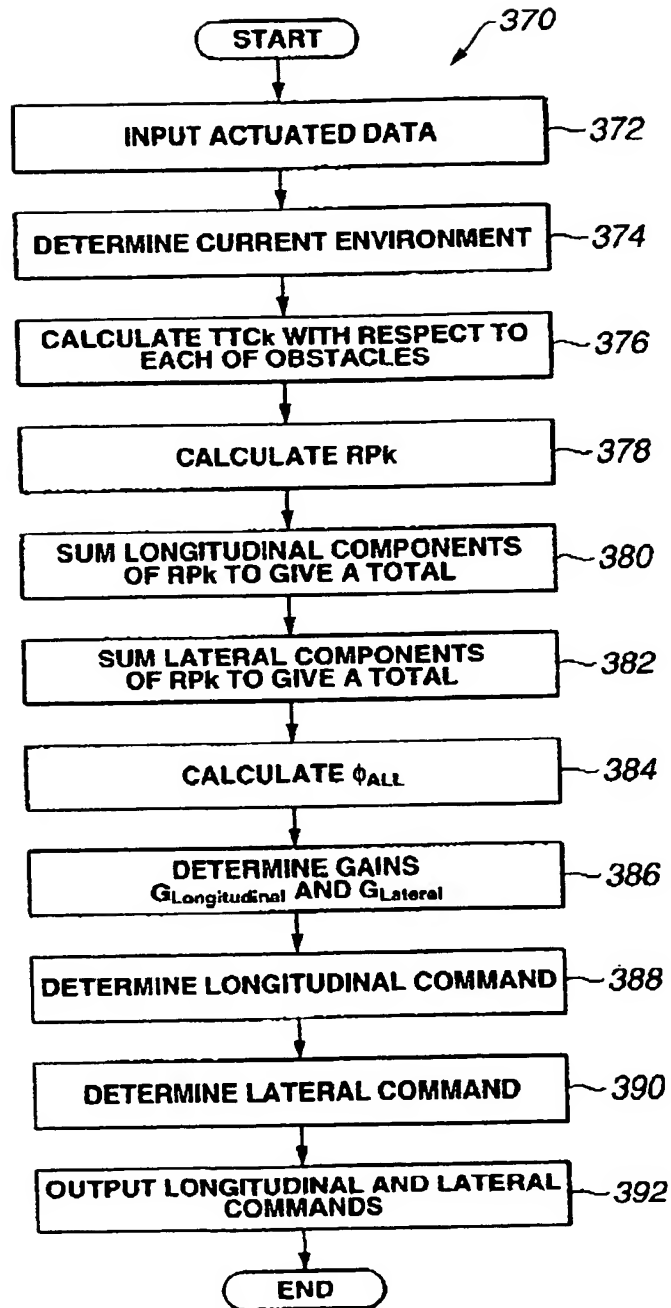 START
370
INPUT ACTUATED DATA
372
DETERMINE CURRENT ENVIRONMENT
374
CALCULATE TTCk WITH RESPECT TO
EACH OF OBSTACLES
376
CALCULATE RPk
378
SUM LONGITUDINAL COMPONENTS
OF RPk TO GIVE A TOTAL
380
SUM LATERAL COMPONENTS
OF RPk TO GIVE A TOTAL
382
CALCULATE ϕALL
384
DETERMINE GAINS
GLongitudinal AND GLateral
386
DETERMINE LONGITUDINAL COMMAND
388
DETERMINE LATERAL COMMAND
390
OUTPUT LONGITUDINAL AND LATERAL
COMMANDS
392
END